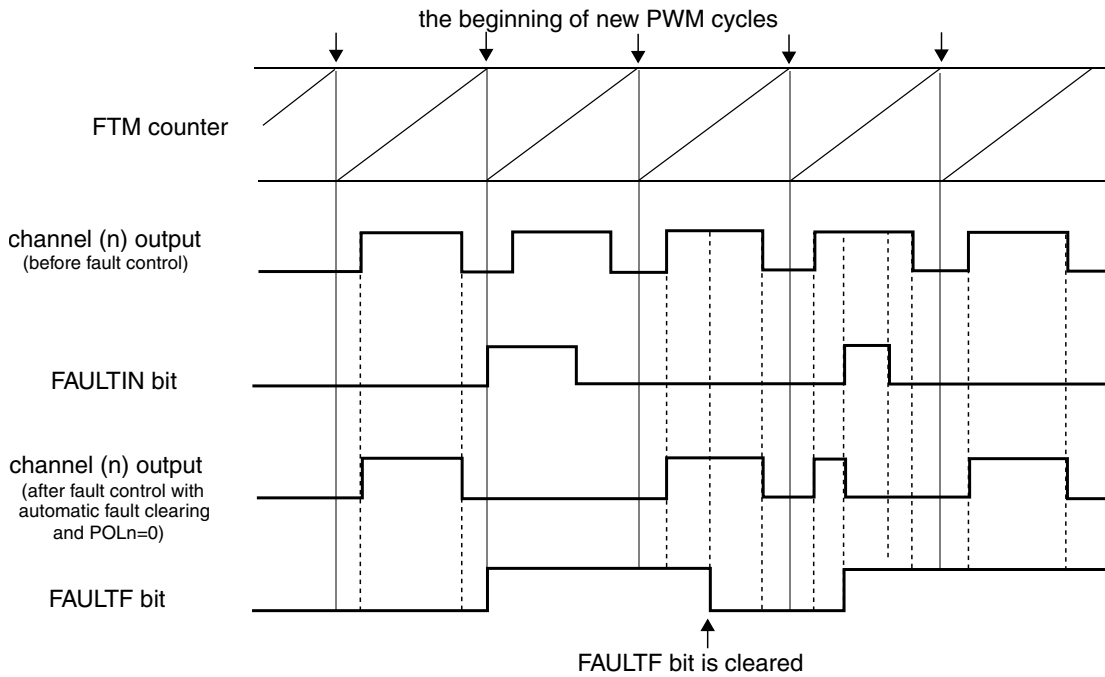 the beginning of new PWM cycles
FTM counter
channel (n) output
(before fault control)
FAULTIN bit
channel (n) output
(after fault control with
automatic fault clearing
and POLn=0)
FAULTF bit
FAULTF bit is cleared